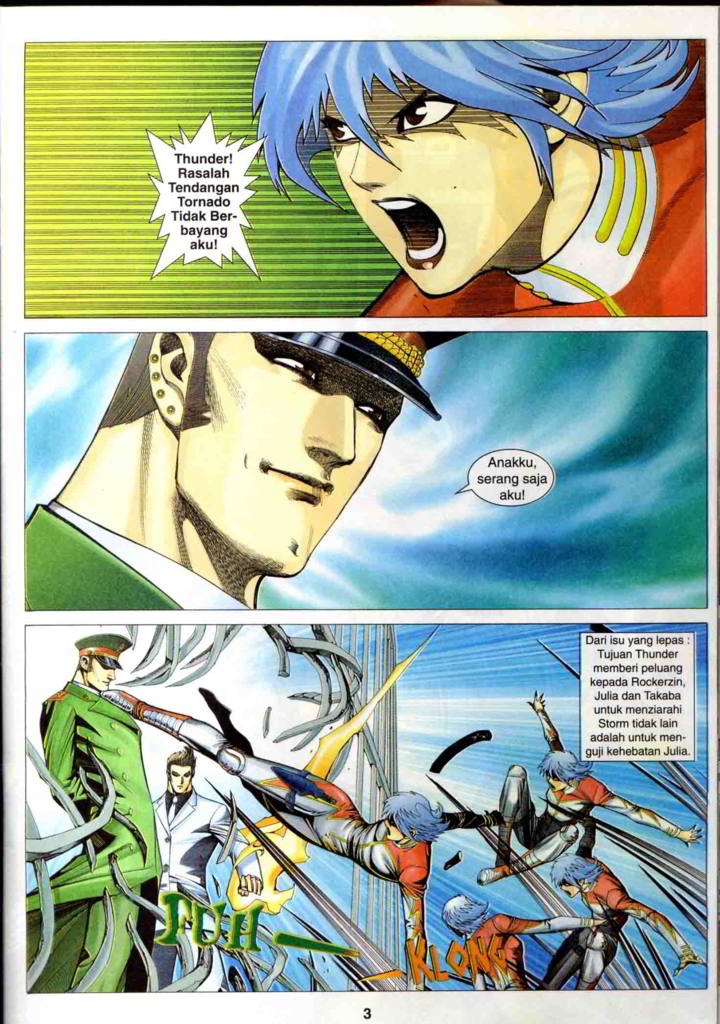 Thunder!
Rasalah
Tendangan
Tornado
Tidak Ber-
bayang
aku!
Anakku,
serang saja
aku!
Dari isu yang lepas :
Tujuan Thunder
memberi peluang
kepada Rockerzin,
Julia dan Takaba
untuk menziarahi
Storm tidak lain
adalah untuk men-
guji kehebatan Julia.
FUH
KLONG
3